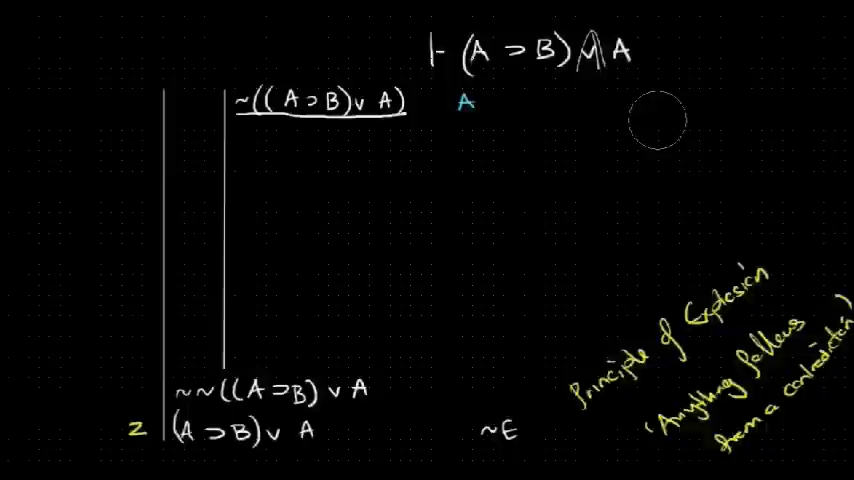 ⊢ (A ⊃ B) ∨ A
~((A ⊃ B) ∨ A) A
~~((A ⊃ B) ∨ A
2 (A ⊃ B) ∨ A ~E
Principle of Explosion
(Anything follows
from a contradiction)